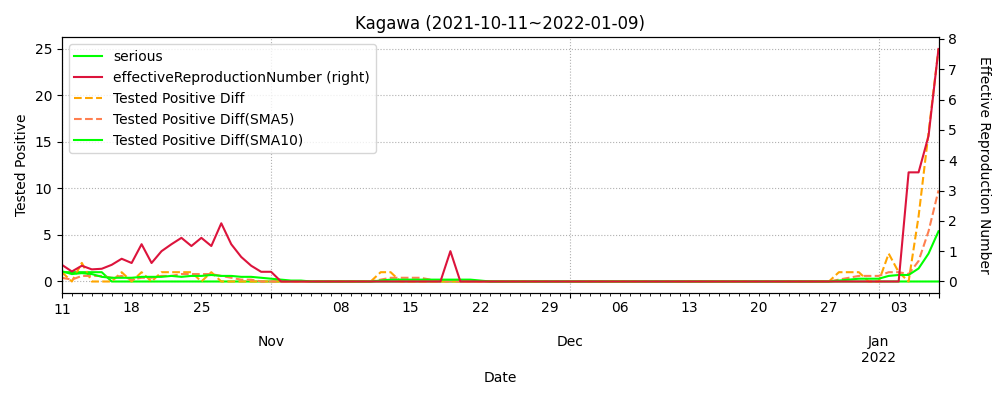 Kagawa (2021-10-11~2022-01-09)
serious
effectiveReproductionNumber (right)
Tested Positive Diff
Tested Positive Diff(SMA5)
Tested Positive Diff(SMA10)
Tested Positive
0
5
10
15
20
25
Effective Reproduction Number
0
1
2
3
4
5
6
7
8
11 18 25 08 15 22 29 06 13 20 27 03
Nov Dec Jan
2022
Date